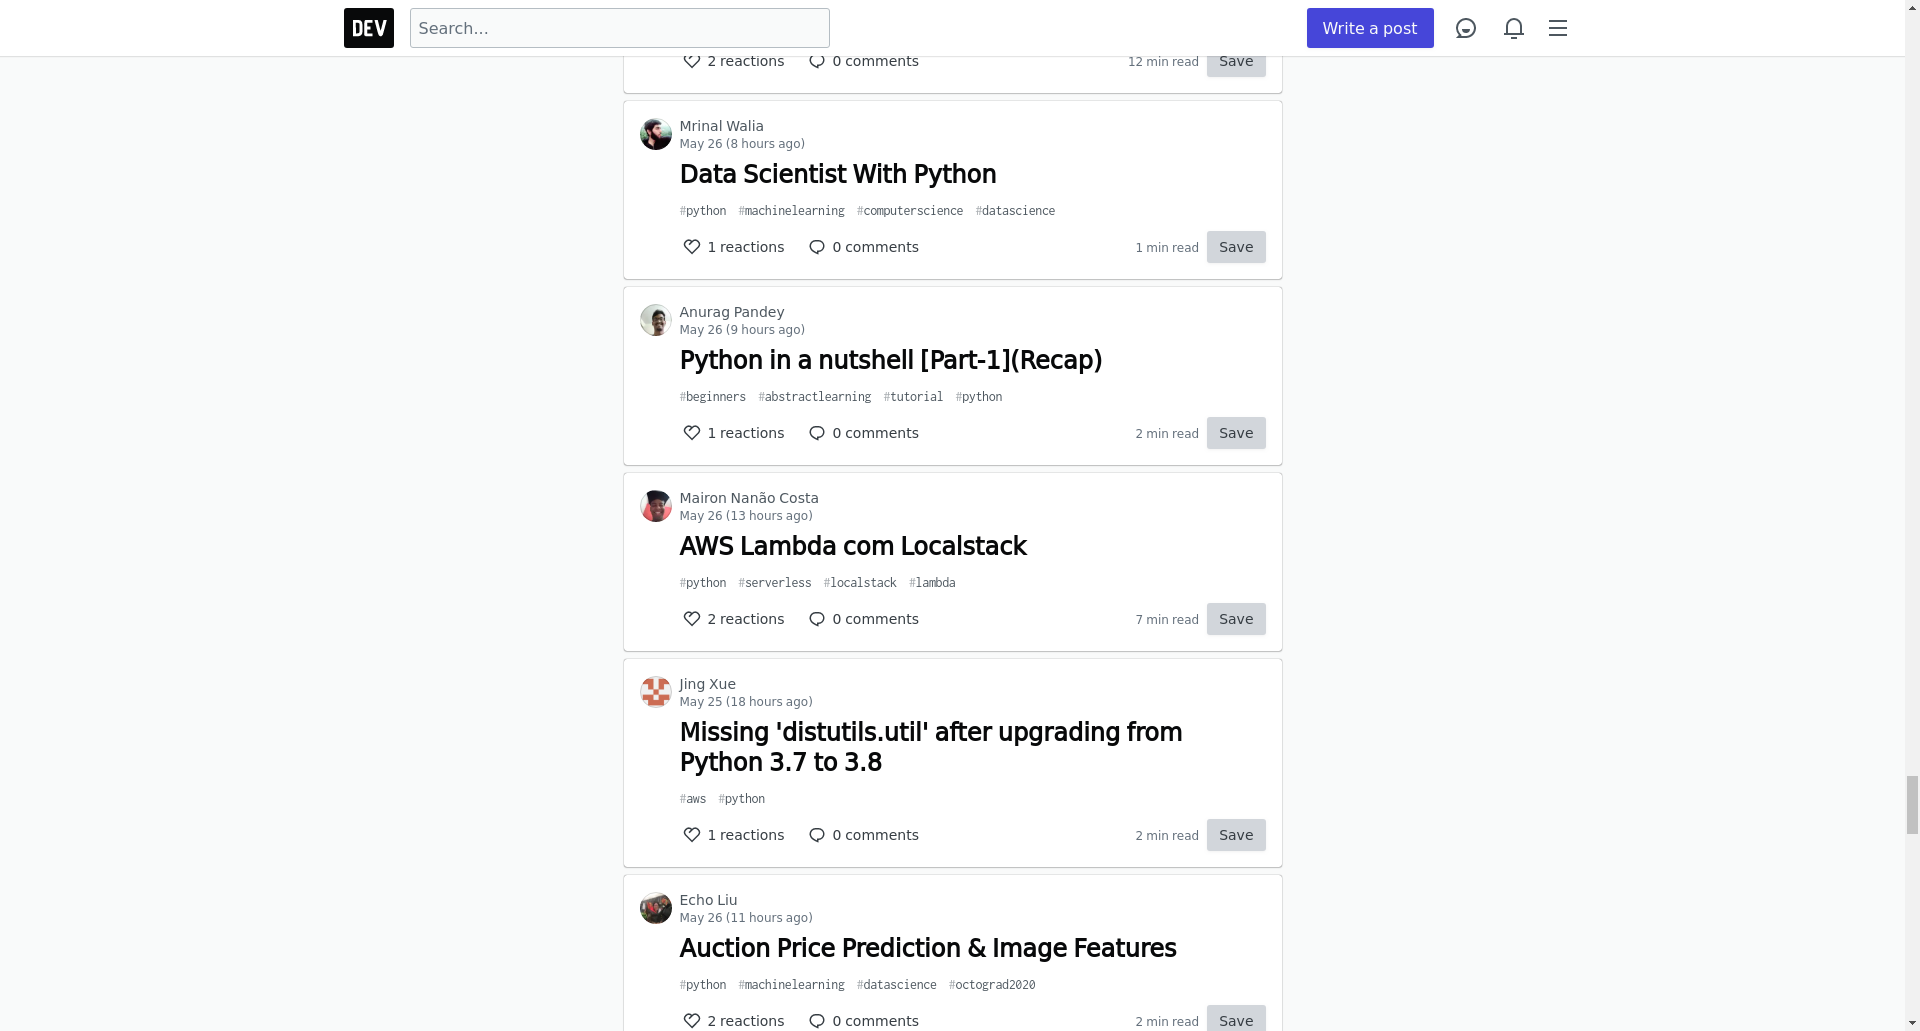 DEV
Search...
Write a post
2 reactions 0 comments 12 min read Save
Mrinal Walia
May 26 (8 hours ago)
Data Scientist With Python
#python #machinelearning #computerscience #datascience
1 reactions 0 comments 1 min read Save
Anurag Pandey
May 26 (9 hours ago)
Python in a nutshell [Part-1](Recap)
#beginners #abstractlearning #tutorial #python
1 reactions 0 comments 2 min read Save
Mairon Nanão Costa
May 26 (13 hours ago)
AWS Lambda com Localstack
#python #serverless #localstack #lambda
2 reactions 0 comments 7 min read Save
Jing Xue
May 25 (18 hours ago)
Missing 'distutils.util' after upgrading from
Python 3.7 to 3.8
#aws #python
1 reactions 0 comments 2 min read Save
Echo Liu
May 26 (11 hours ago)
Auction Price Prediction & Image Features
#python #machinelearning #datascience #octograd2020
2 reactions 0 comments 2 min read Save